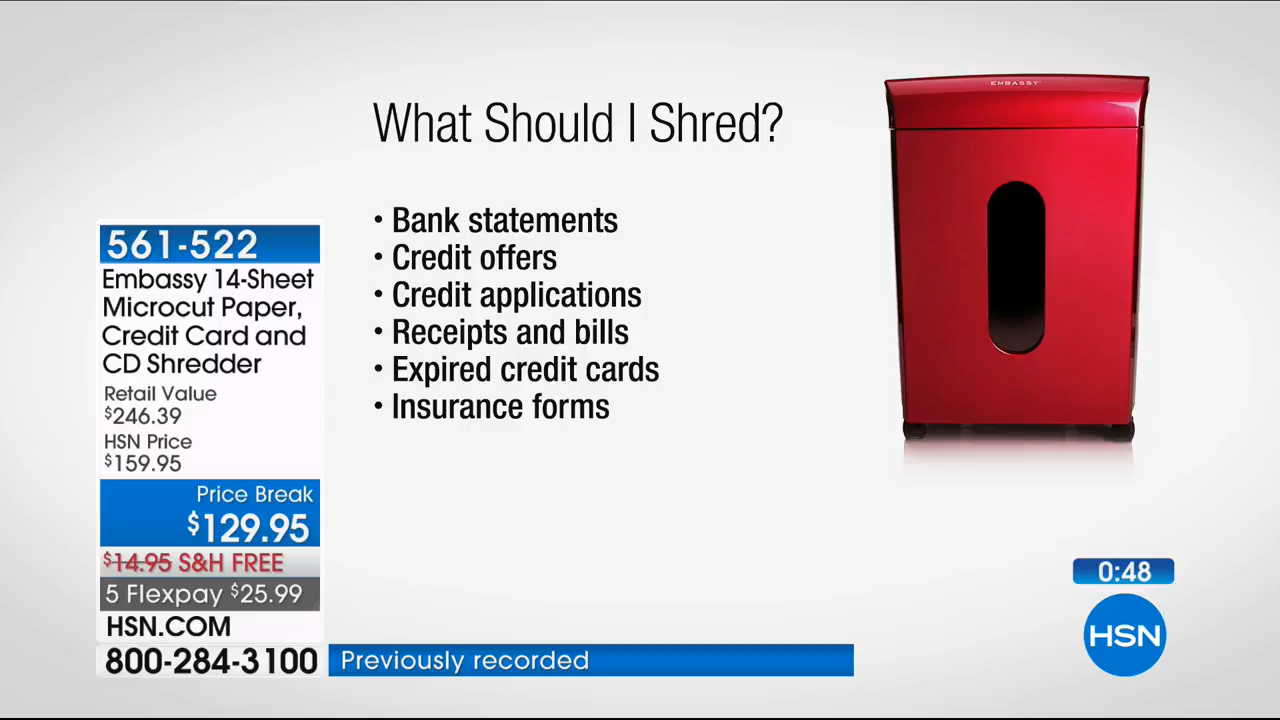 EMBASSY
What Should I Shred?
• Bank statements
• Credit offers
• Credit applications
• Receipts and bills
• Expired credit cards
• Insurance forms
561-522
Embassy 14-Sheet
Microcut Paper,
Credit Card and
CD Shredder
Retail Value
$246.39
HSN Price
$159.95
Price Break
$129.95
$14.95 S&H FREE
5 Flexpay $25.99
HSN.COM
800-284-3100
Previously recorded
0:48
HSN